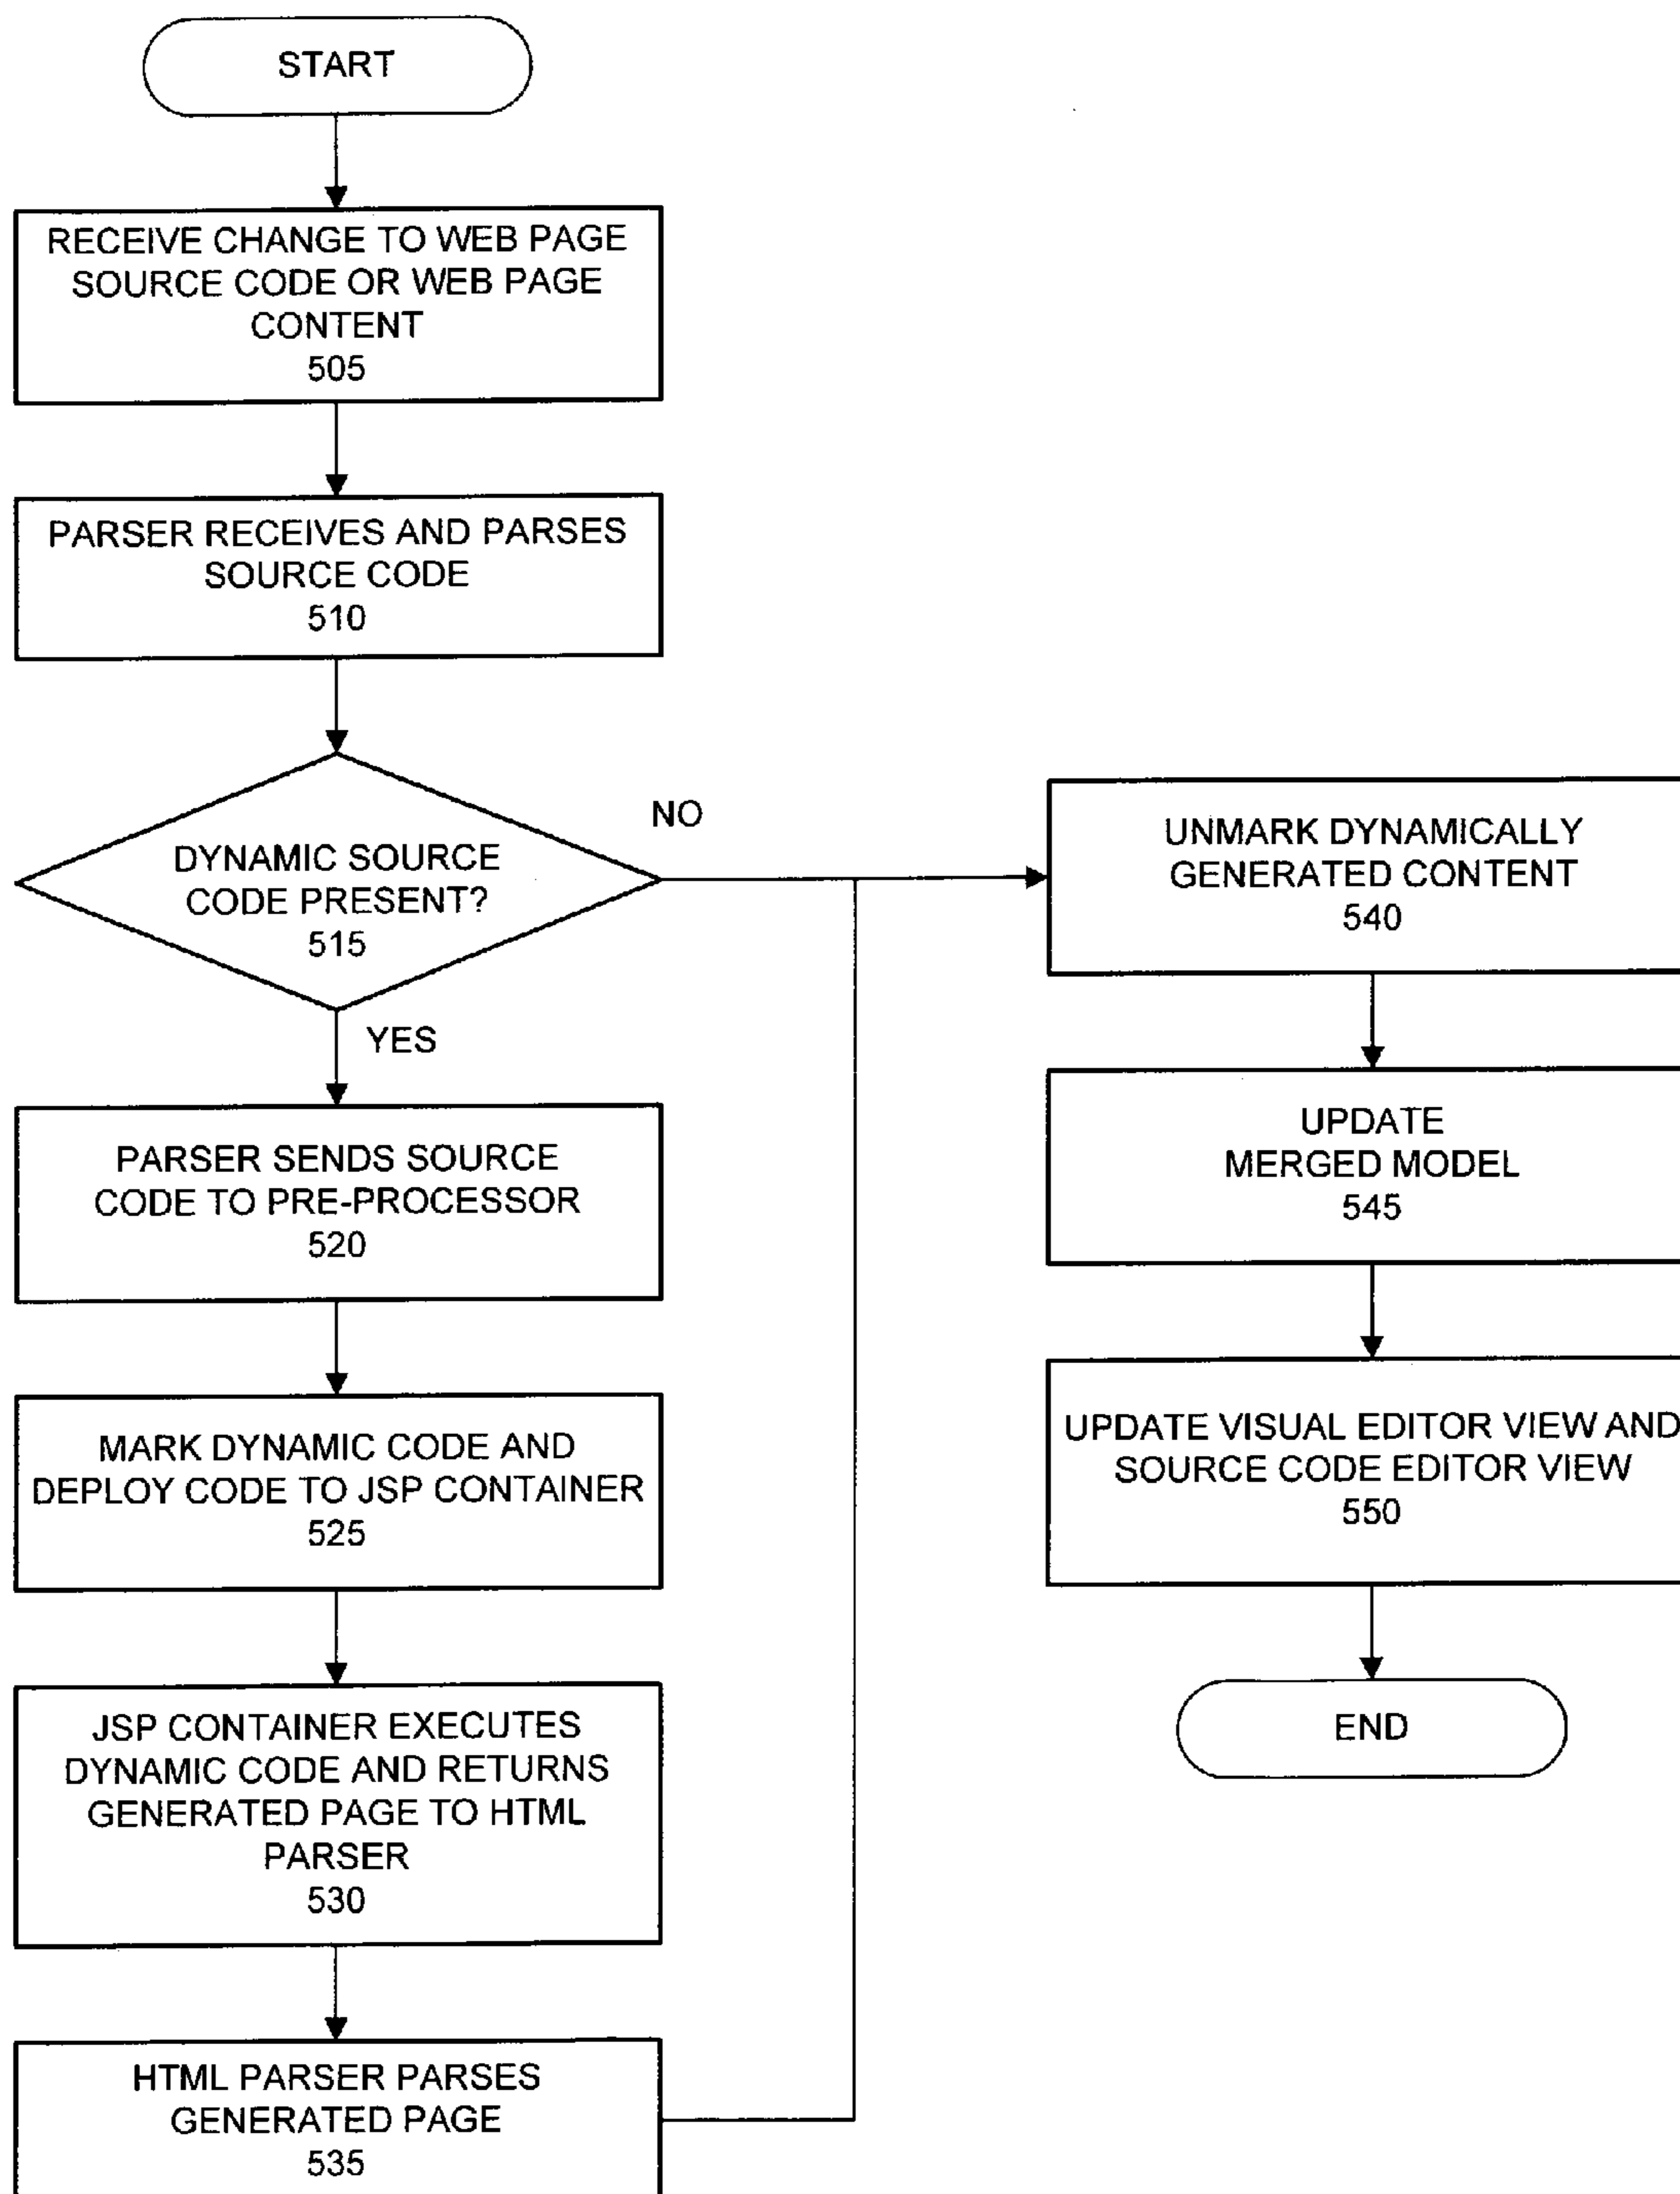 START
RECEIVE CHANGE TO WEB PAGE
SOURCE CODE OR WEB PAGE
CONTENT
505
PARSER RECEIVES AND PARSES
SOURCE CODE
510
DYNAMIC SOURCE
CODE PRESENT?
515
NO
YES
PARSER SENDS SOURCE
CODE TO PRE-PROCESSOR
520
MARK DYNAMIC CODE AND
DEPLOY CODE TO JSP CONTAINER
525
JSP CONTAINER EXECUTES
DYNAMIC CODE AND RETURNS
GENERATED PAGE TO HTML
PARSER
530
HTML PARSER PARSES
GENERATED PAGE
535
UNMARK DYNAMICALLY
GENERATED CONTENT
540
UPDATE
MERGED MODEL
545
UPDATE VISUAL EDITOR VIEW AND
SOURCE CODE EDITOR VIEW
550
END